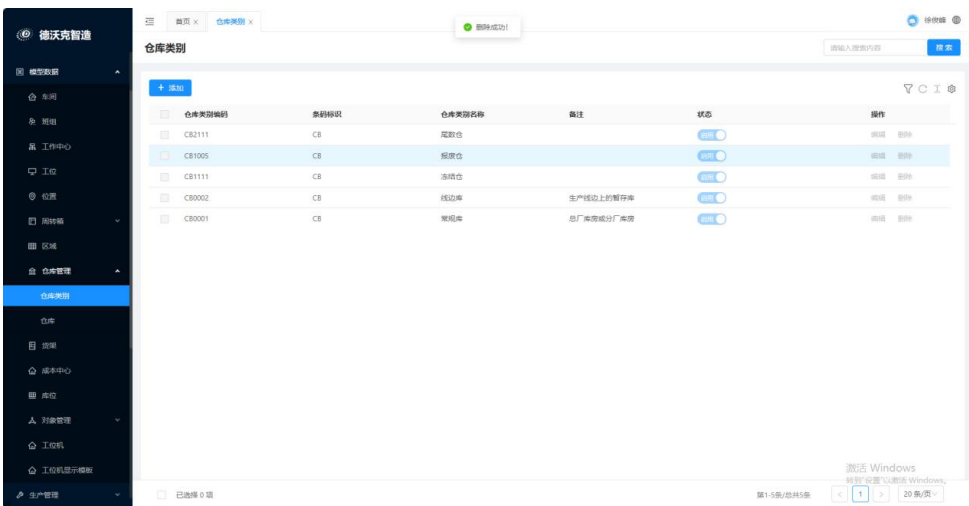 德沃克智造
首页 × 仓库类别 ×
删除成功!
徐俊峰
仓库类别
请输入搜索内容
搜 索
模型数据
车间
班组
工作中心
工位
位置
周转箱
区域
仓库管理
仓库类别
仓库
货架
成本中心
库位
对象管理
工位机
工位机显示模板
生产管理
+ 添加
仓库类别编码 条码标识 仓库类别名称 备注 状态 操作
CB2111 CB 尾数仓 启用 编辑 删除
CB1005 CB 报废仓 启用 编辑 删除
CB1111 CB 冻结仓 启用 编辑 删除
CB0002 CB 线边库 生产线边上的暂存库 启用 编辑 删除
CB0001 CB 常规库 总厂库房或分厂库房 启用 编辑 删除
激活 Windows
转到"设置"以激活 Windows。
已选择 0 项
第1-5条/总共5条
< 1 > 20 条/页